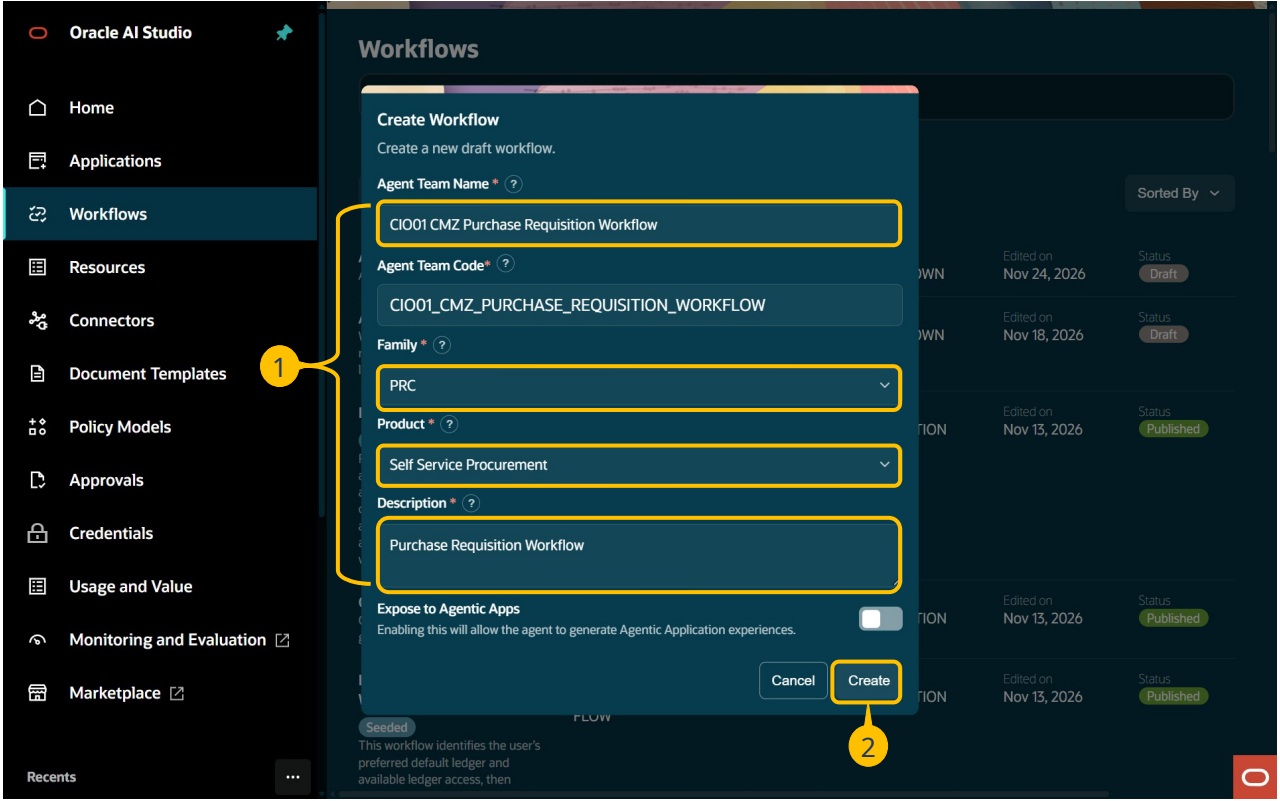 Oracle AI Studio
Home
Applications
Workflows
Resources
Connectors
Document Templates
Policy Models
Approvals
Credentials
Usage and Value
Monitoring and Evaluation
Marketplace
Recents
...
Workflows
Sorted By
Create Workflow
Create a new draft workflow.
Agent Team Name * ?
CIO01 CMZ Purchase Requisition Workflow
Agent Team Code* ?
CIO01_CMZ_PURCHASE_REQUISITION_WORKFLOW
Family * ?
PRC
Product * ?
Self Service Procurement
Description * ?
Purchase Requisition Workflow
Expose to Agentic Apps
Enabling this will allow the agent to generate Agentic Application experiences.
Cancel
Create
1
2
Edited on
Status
OWN
Nov 24, 2026
Draft
Edited on
Status
OWN
Nov 18, 2026
Draft
Edited on
Status
TION
Nov 13, 2026
Published
Edited on
Status
TION
Nov 13, 2026
Published
Edited on
Status
TION
Nov 13, 2026
Published
FLOW
Seeded
This workflow identifies the user's
preferred default ledger and
available ledger access, then